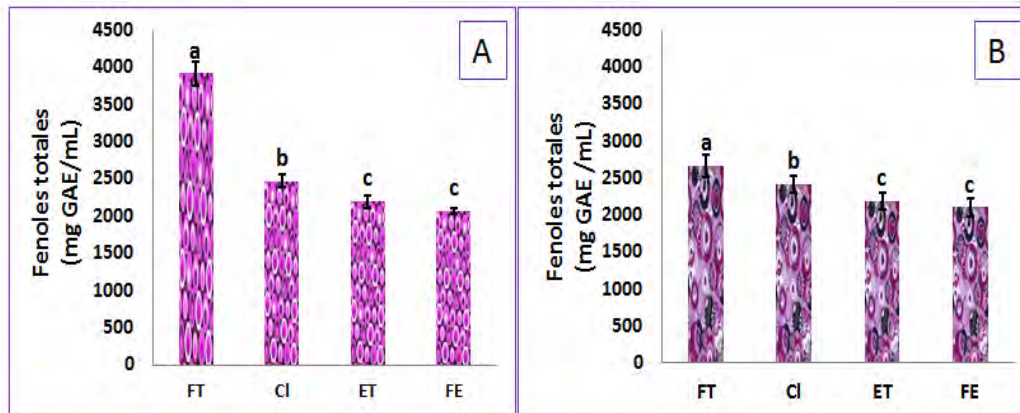 A
Fenoles totales
(mg GAE/mL)
4500
4000
3500
3000
2500
2000
1500
1000
500
0
a
b
c
c
FT
Cl
ET
FE
B
Fenoles totales
(mg GAE /mL)
4500
4000
3500
3000
2500
2000
1500
1000
500
0
a
b
c
c
FT
Cl
ET
FE